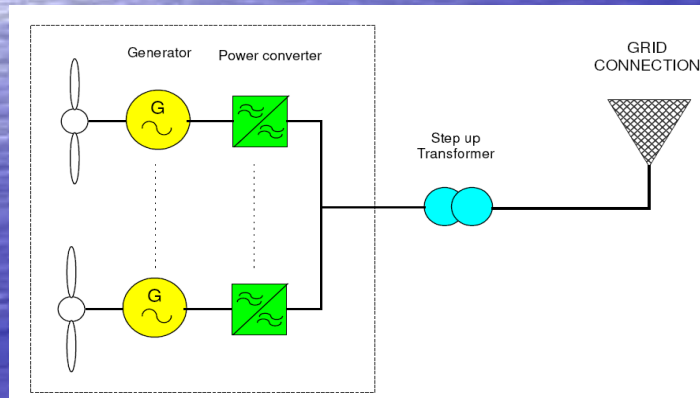 Generator
Power converter
GRID
CONNECTION
G
Step up
Transformer
G